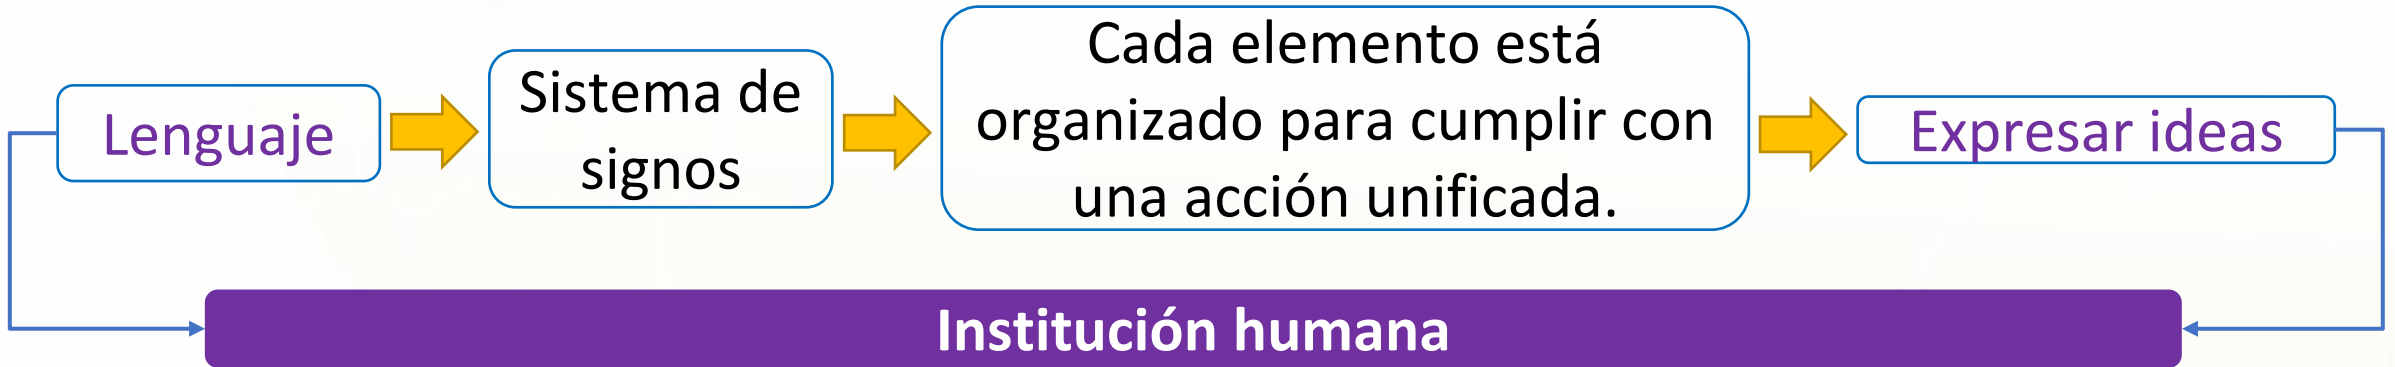 Lenguaje
Sistema de
signos
Cada elemento está
organizado para cumplir con
una acción unificada.
Expresar ideas
Institución humana